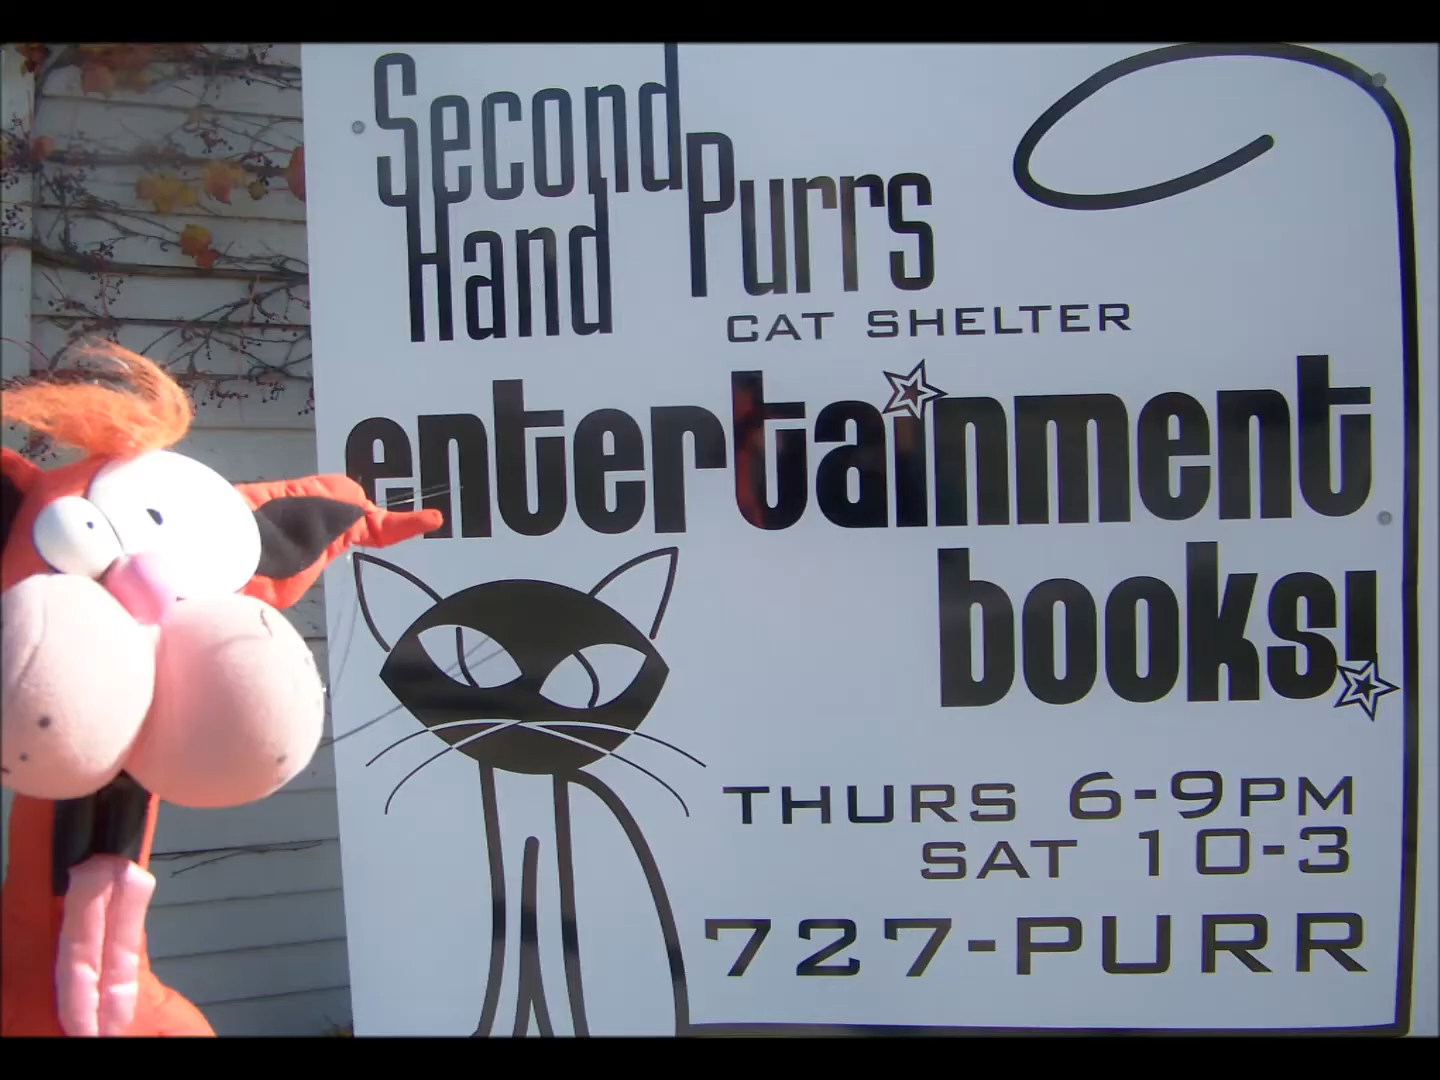 Second
Hand Purrs
CAT SHELTER
entertainment
books!
THURS 6-9PM
SAT 10-3
727-PURR